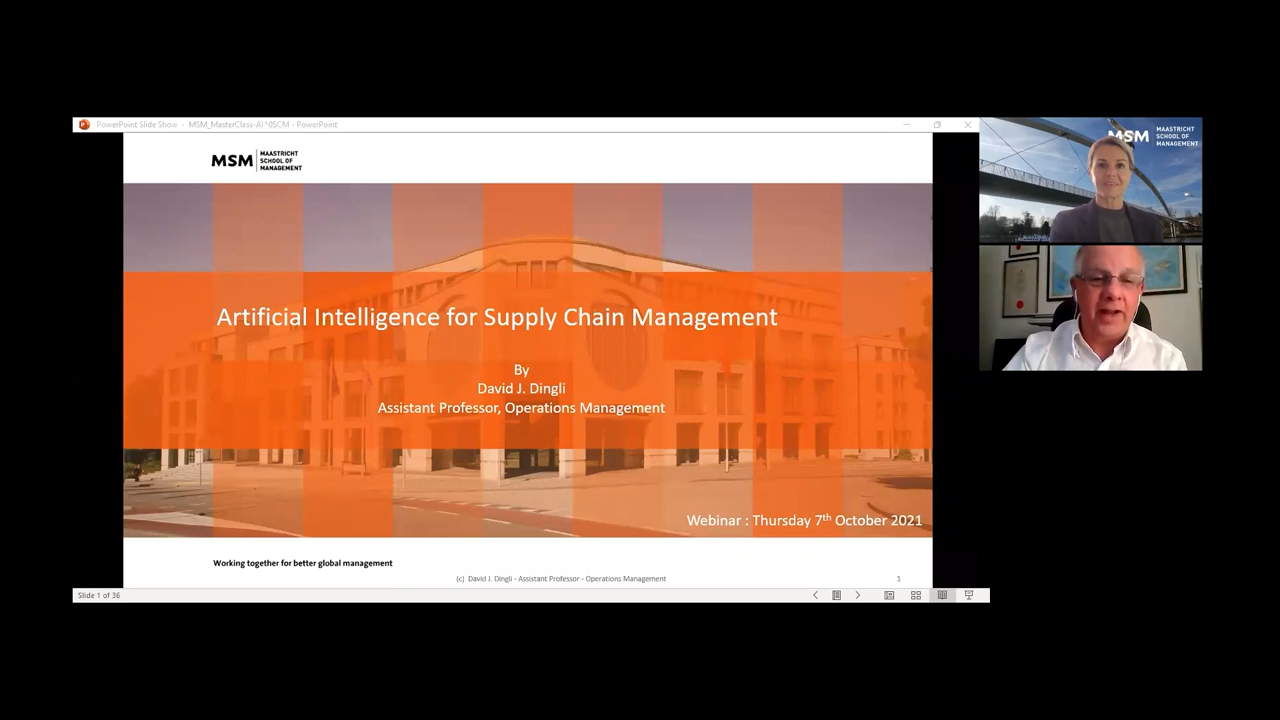 PowerPoint Slide Show - MSM_MasterClass-AI^0SCM - PowerPoint
MSM
MAASTRICHT
SCHOOL OF
MANAGEMENT
Artificial Intelligence for Supply Chain Management
By
David J. Dingli
Assistant Professor, Operations Management
Webinar : Thursday 7th October 2021
Working together for better global management
(c) David J. Dingli - Assistant Professor - Operations Management
1
Slide 1 of 36
MSM
MAASTRICHT
SCHOOL OF
MANAGEMENT